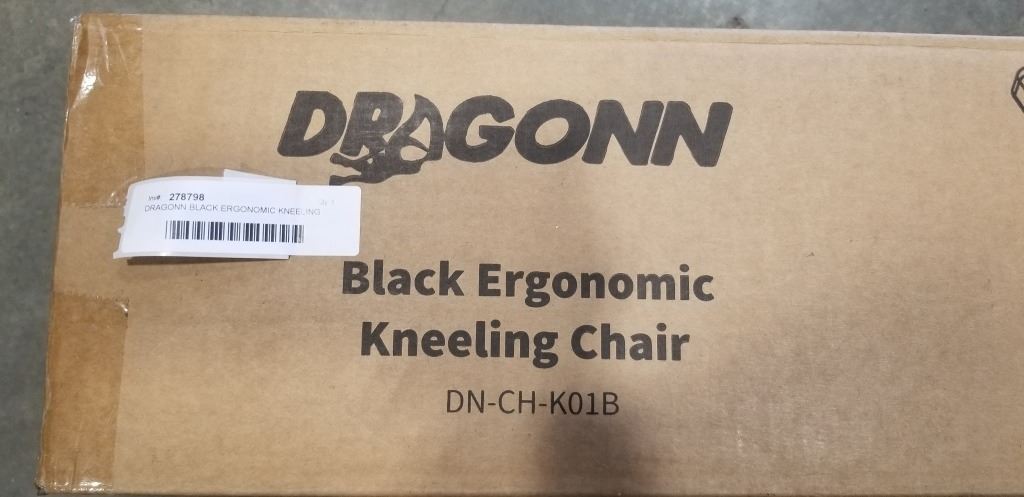 DRAGONN
Inv# 278798
DRAGONN BLACK ERGONOMIC KNEELING
Black Ergonomic
Kneeling Chair
DN-CH-K01B